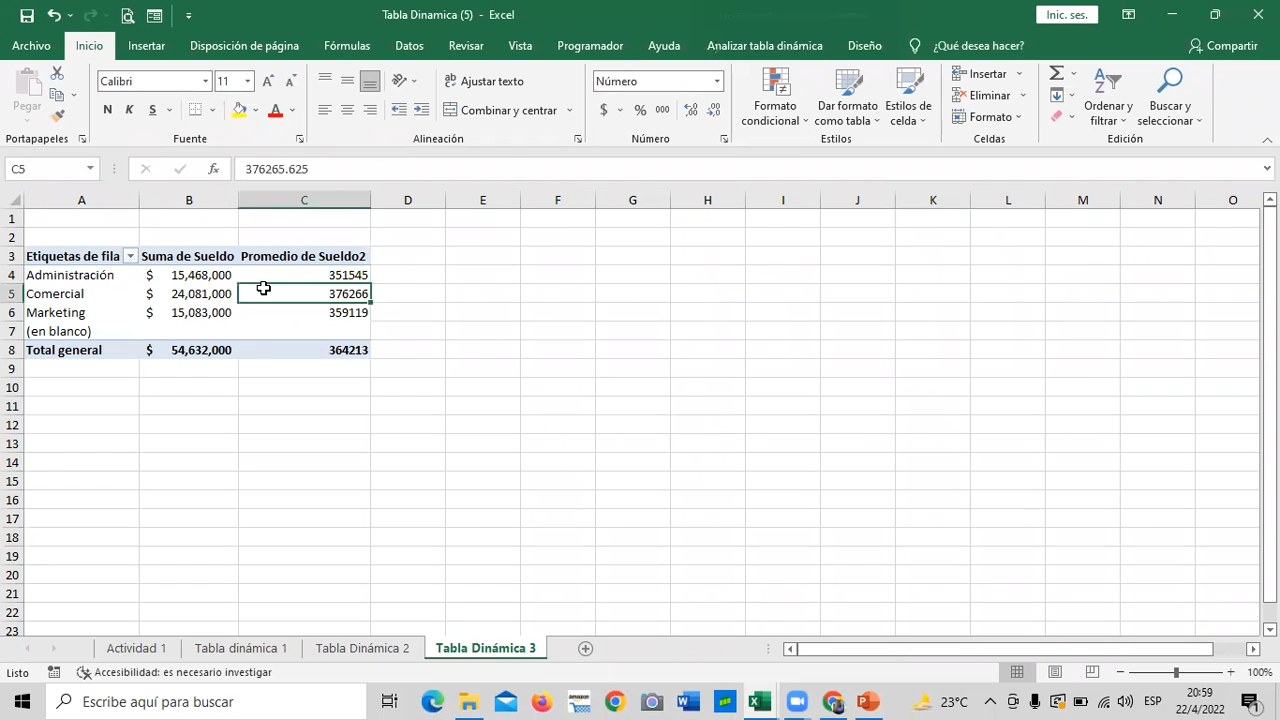 Tabla Dinamica (5) - Excel
Inic. ses.
Archivo Inicio Insertar Disposición de página Fórmulas Datos Revisar Vista Programador Ayuda Analizar tabla dinámica Diseño ¿Qué desea hacer? Compartir
Pegar
Calibri 11
N K S
Ajustar texto
Combinar y centrar
Número
$ % 000
Formato condicional
Dar formato como tabla
Estilos de celda
Insertar
Eliminar
Formato
Ordenar y filtrar
Buscar y seleccionar
Portapapeles Fuente Alineación Número Estilos Celdas Edición
C5 fx 376265.625
A B C D E F G H I J K L M N O
1
2
3 Etiquetas de fila Suma de Sueldo Promedio de Sueldo2
4 Administración $ 15,468,000 351545
5 Comercial $ 24,081,000 376266
6 Marketing $ 15,083,000 359119
7 (en blanco)
8 Total general $ 54,632,000 364213
9
10
11
12
13
14
15
16
17
18
19
20
21
22
23
Actividad 1 Tabla dinámica 1 Tabla Dinámica 2 Tabla Dinámica 3
Listo Accesibilidad: es necesario investigar 100%
Escribe aquí para buscar 23°C ESP 20:59
22/4/2022